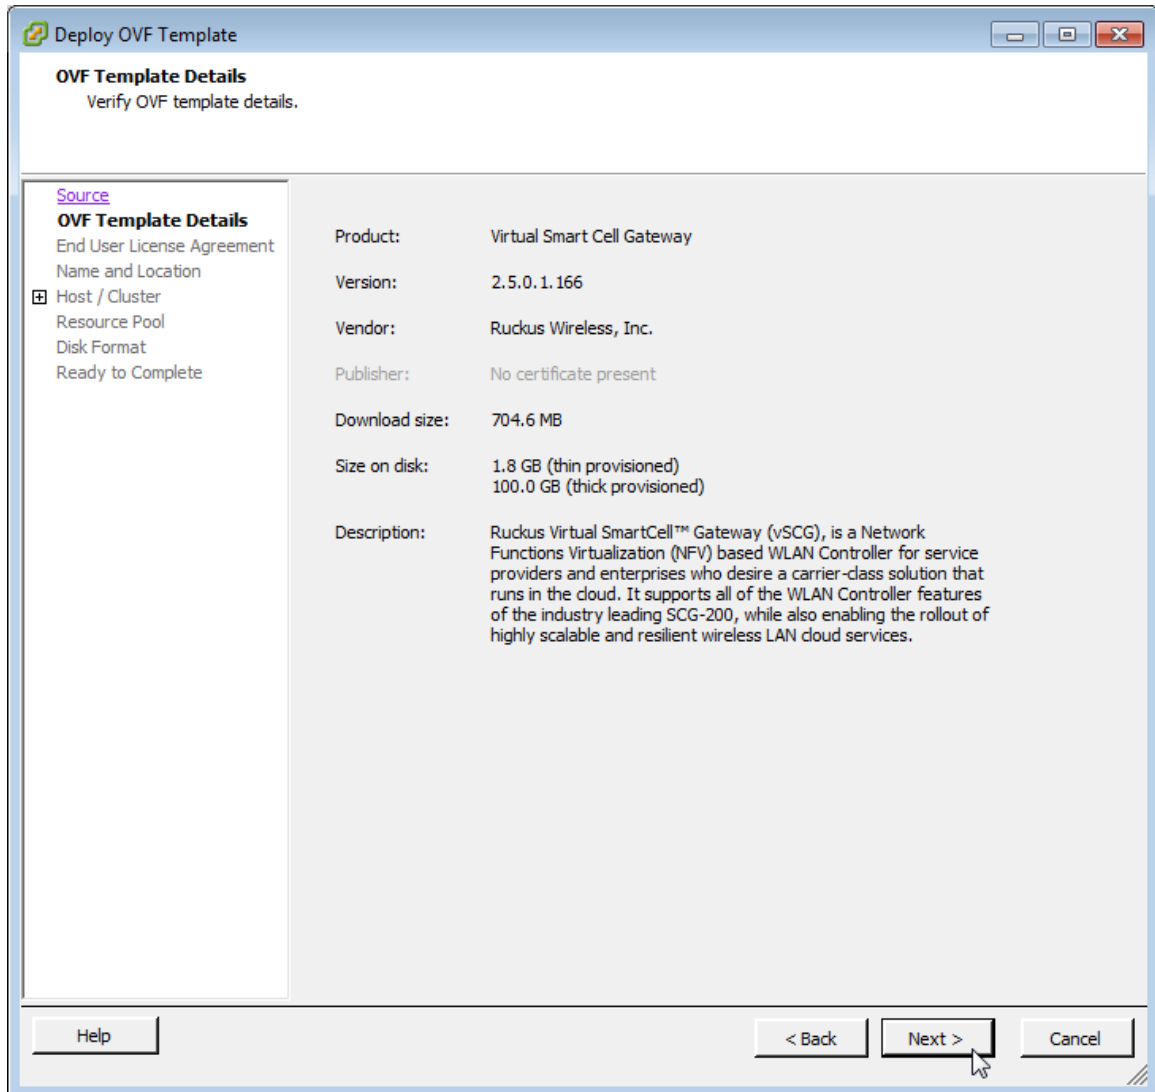 Deploy OVF Template
OVF Template Details
Verify OVF template details.
Source
OVF Template Details
End User License Agreement
Name and Location
Host / Cluster
Resource Pool
Disk Format
Ready to Complete
Product: Virtual Smart Cell Gateway
Version: 2.5.0.1.166
Vendor: Ruckus Wireless, Inc.
Publisher: No certificate present
Download size: 704.6 MB
Size on disk: 1.8 GB (thin provisioned)
100.0 GB (thick provisioned)
Description: Ruckus Virtual SmartCell™ Gateway (vSCG), is a Network
Functions Virtualization (NFV) based WLAN Controller for service
providers and enterprises who desire a carrier-class solution that
runs in the cloud. It supports all of the WLAN Controller features
of the industry leading SCG-200, while also enabling the rollout of
highly scalable and resilient wireless LAN cloud services.
Help
< Back
Next >
Cancel